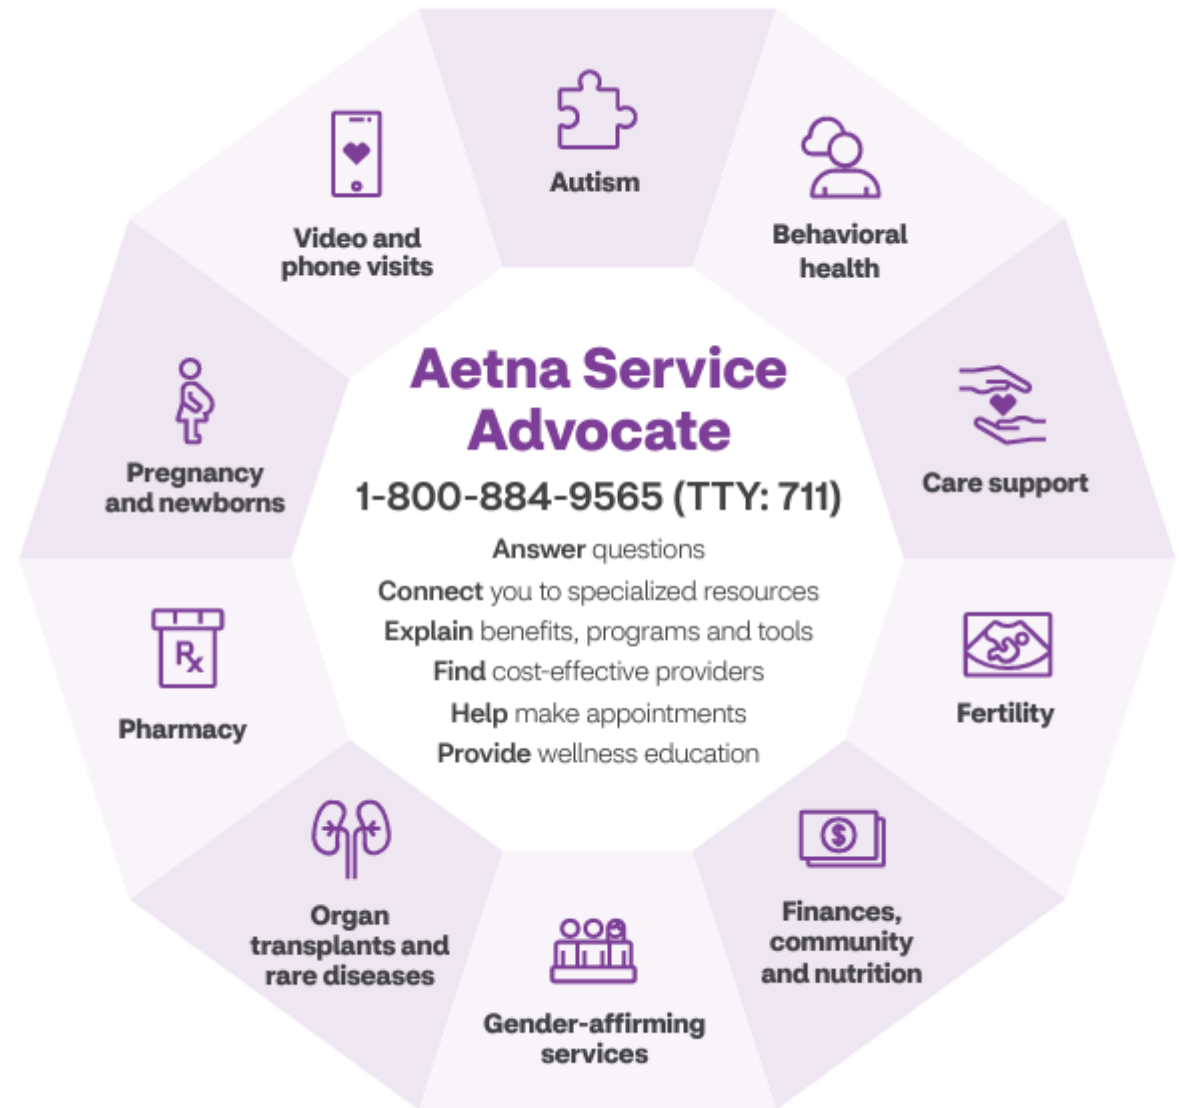 Autism
Behavioral
health
Care support
Fertility
Finances,
community
and nutrition
Gender-affirming
services
Organ
transplants and
rare diseases
Rx
Pharmacy
Pregnancy
and newborns
Video and
phone visits
Aetna Service
Advocate
1-800-884-9565 (TTY: 711)
Answer questions
Connect you to specialized resources
Explain benefits, programs and tools
Find cost-effective providers
Help make appointments
Provide wellness education
$